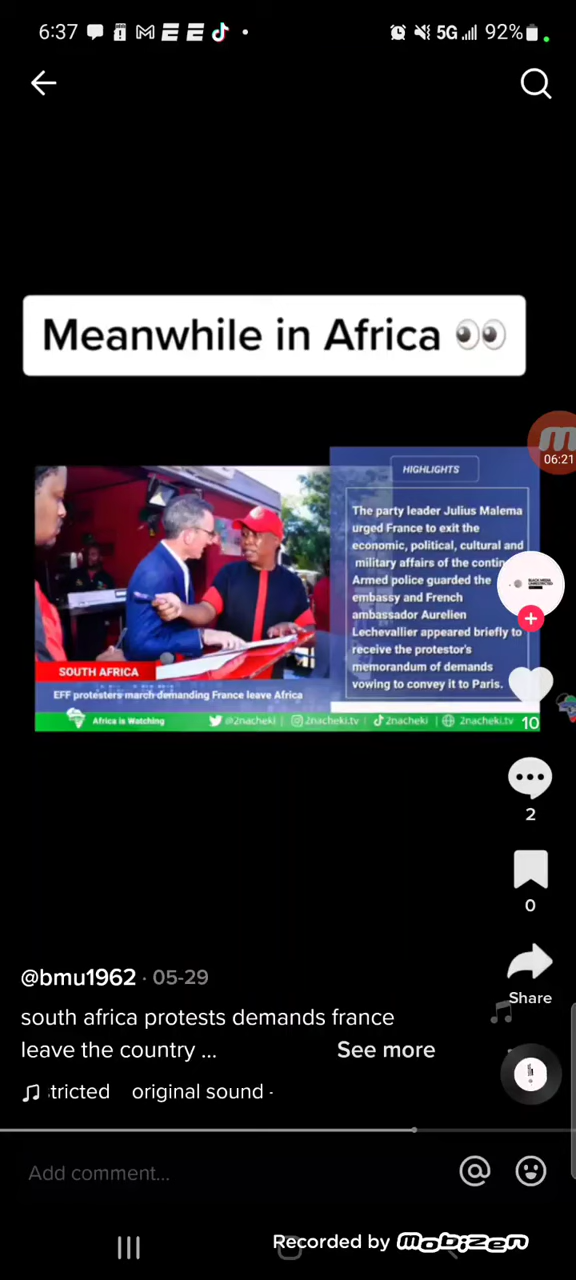 6:37
5G
92%
Meanwhile in Africa 👀
HIGHLIGHTS
The party leader Julius Malema
urged France to exit the
economic, political, cultural and
military affairs of the
Armed police guarded the
embassy and French
ambassador Aurelien
Lechevallier appeared briefly to
receive the protestor's
memorandum of demands
vowing to convey it to Paris.
SOUTH AFRICA
EFF protesters march demanding France leave Africa
Africa is Watching
@2nacheki | 2nacheki.tv | 2nacheki | 2nacheki.tv
06:21
10
2
0
Share
@bmu1962 · 05-29
south africa protests demands france
leave the country ...
See more
tricted original sound -
Add comment...
Recorded by mobizen